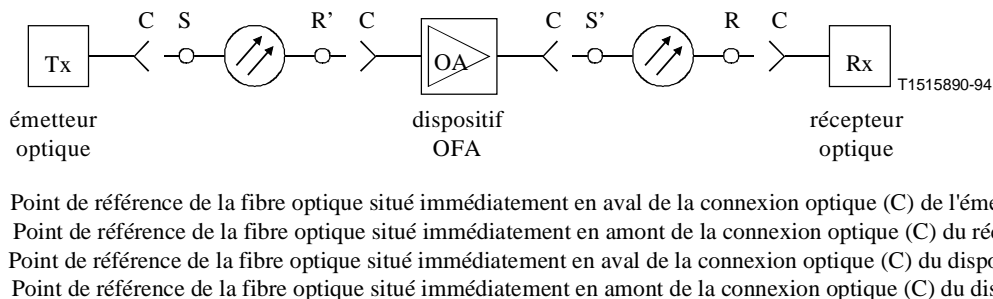 C S R' C C S' R C
Tx OA Rx
T1515890-94
émetteur dispositif récepteur
optique OFA optique
Point de référence de la fibre optique situé immédiatement en aval de la connexion optique (C) de l'éme
Point de référence de la fibre optique situé immédiatement en amont de la connexion optique (C) du réc
Point de référence de la fibre optique situé immédiatement en aval de la connexion optique (C) du dispo
Point de référence de la fibre optique situé immédiatement en amont de la connexion optique (C) du dis